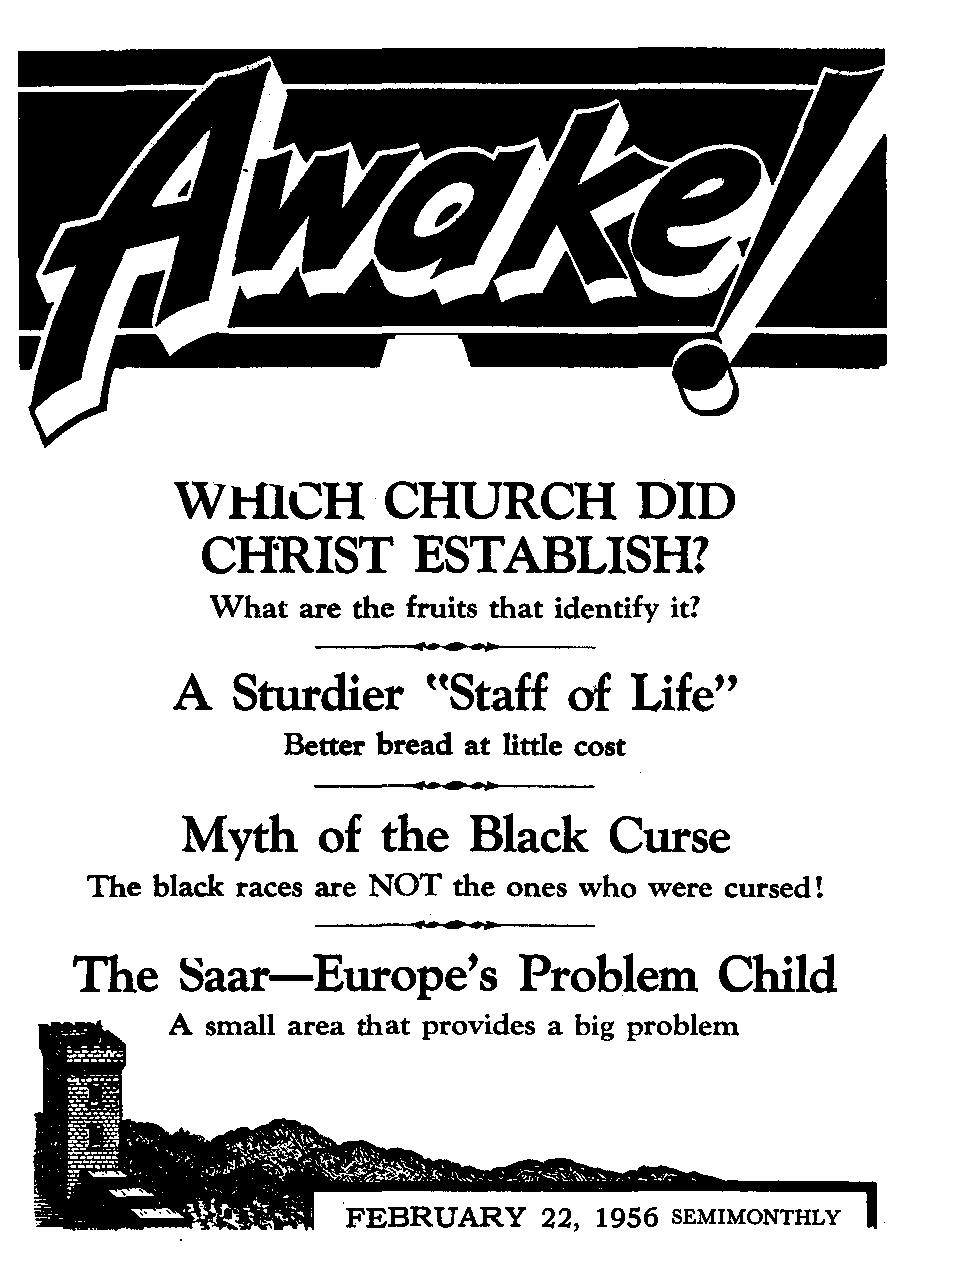 Awake!
WHICH CHURCH DID
CHRIST ESTABLISH?
What are the fruits that identify it?
A Sturdier "Staff of Life"
Better bread at little cost
Myth of the Black Curse
The black races are NOT the ones who were cursed!
The Saar—Europe's Problem Child
A small area that provides a big problem
FEBRUARY 22, 1956 SEMIMONTHLY